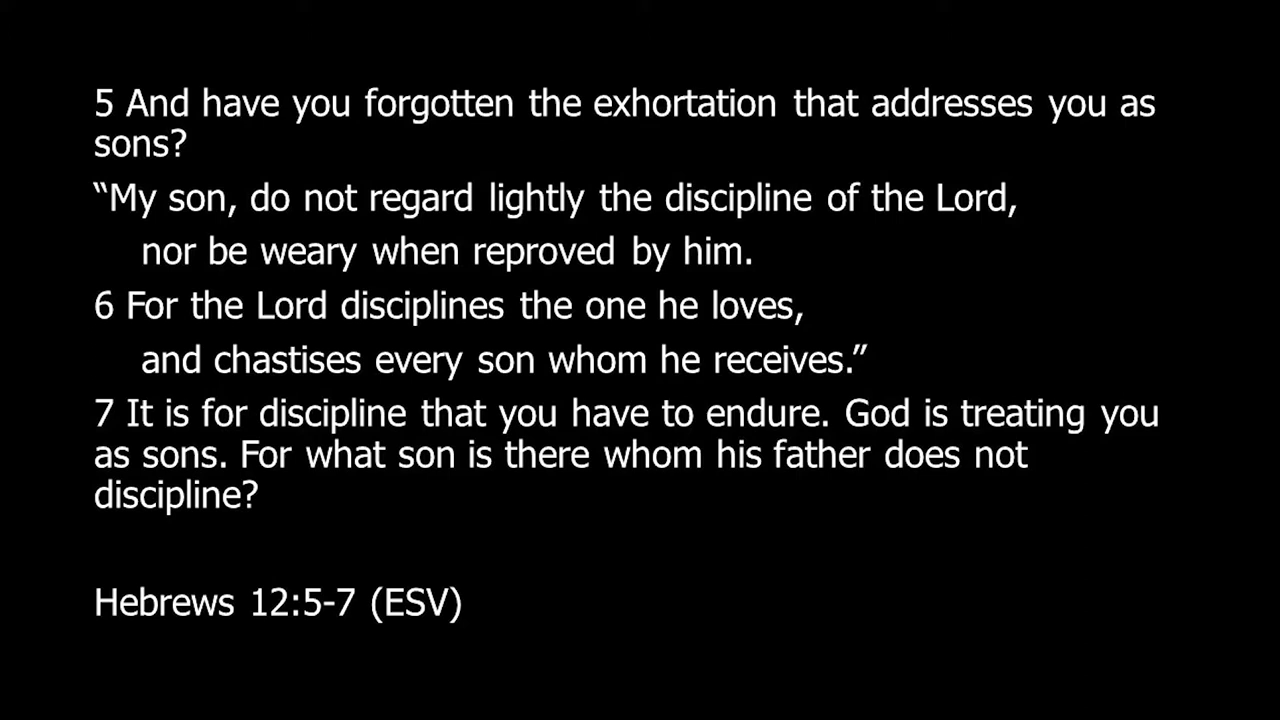 5 And have you forgotten the exhortation that addresses you as
sons?
“My son, do not regard lightly the discipline of the Lord,
nor be weary when reproved by him.
6 For the Lord disciplines the one he loves,
and chastises every son whom he receives.”
7 It is for discipline that you have to endure. God is treating you
as sons. For what son is there whom his father does not
discipline?
Hebrews 12:5-7 (ESV)